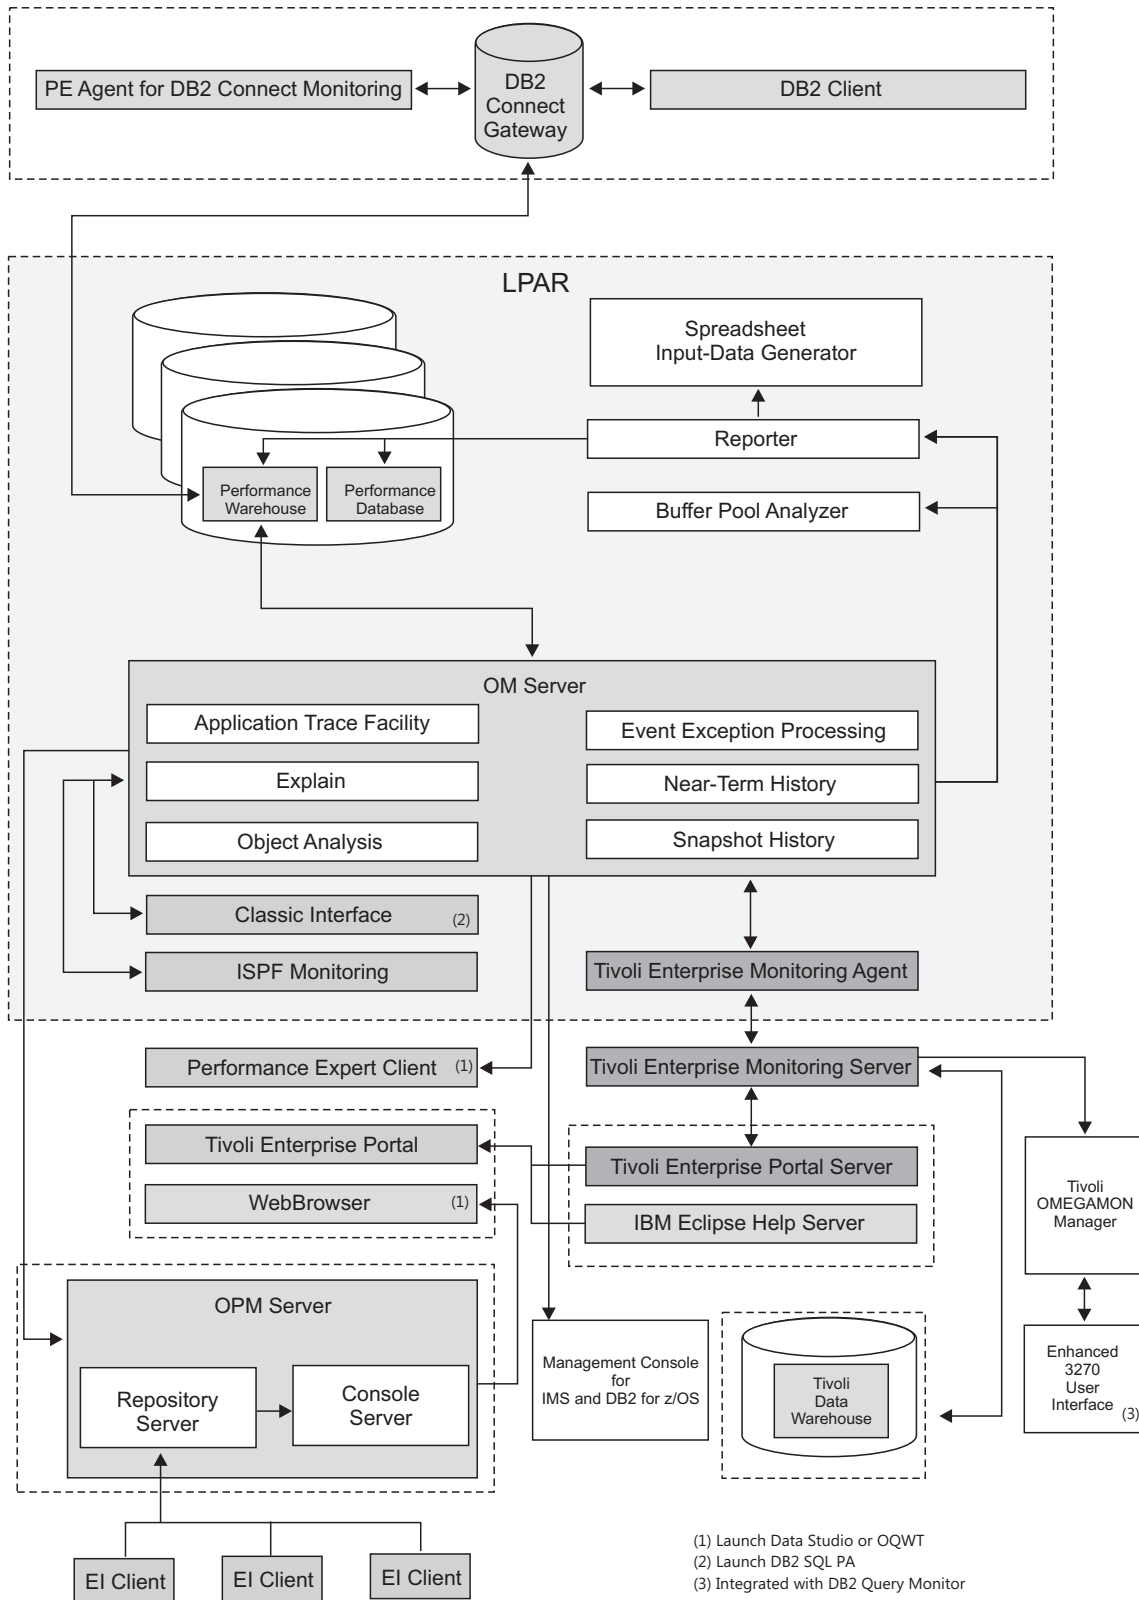 PE Agent for DB2 Connect Monitoring
DB2
Connect
Gateway
DB2 Client
LPAR
Spreadsheet
Input-Data Generator
Reporter
Performance
Warehouse
Performance
Database
Buffer Pool Analyzer
OM Server
Application Trace Facility
Event Exception Processing
Explain
Near-Term History
Object Analysis
Snapshot History
Classic Interface (2)
ISPF Monitoring
Tivoli Enterprise Monitoring Agent
Performance Expert Client (1)
Tivoli Enterprise Monitoring Server
Tivoli Enterprise Portal
Tivoli Enterprise Portal Server
WebBrowser (1)
IBM Eclipse Help Server
Tivoli
OMEGAMON
Manager
OPM Server
Repository
Server
Console
Server
Management Console
for
IMS and DB2 for z/OS
Tivoli
Data
Warehouse
Enhanced
3270
User
Interface
(3)
EI Client
EI Client
EI Client
(1) Launch Data Studio or OQWT
(2) Launch DB2 SQL PA
(3) Integrated with DB2 Query Monitor